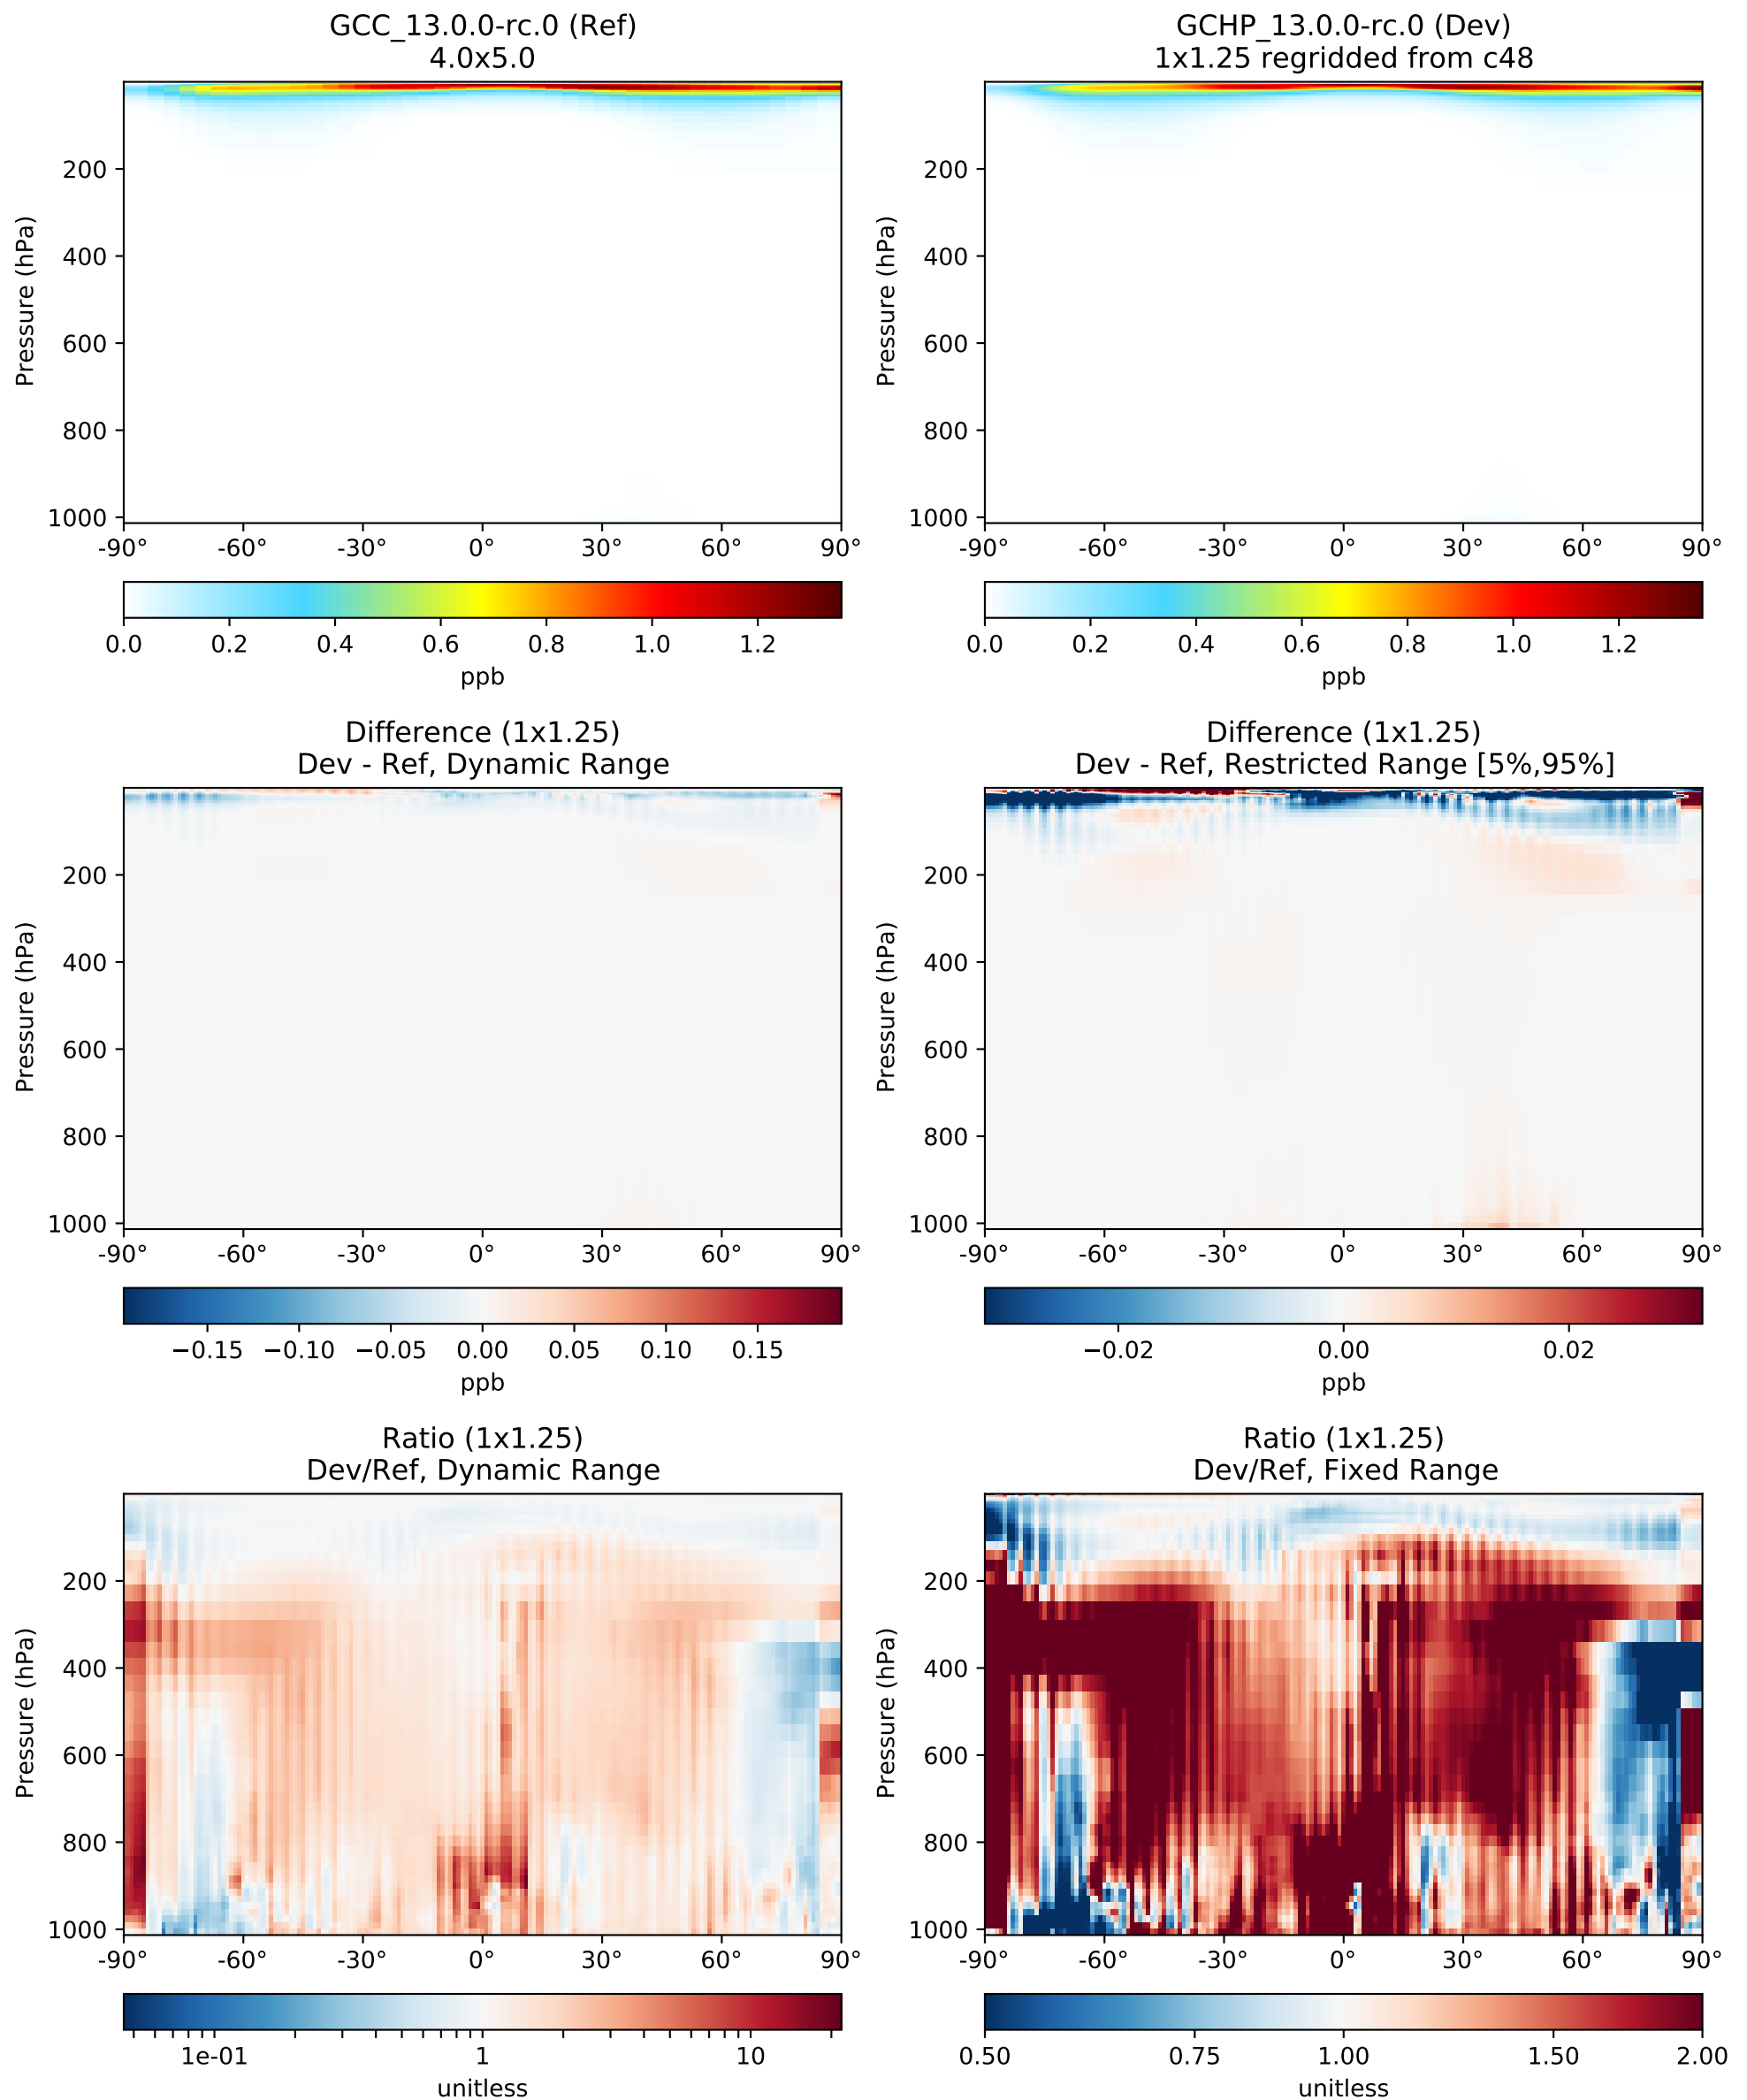 GCC_13.0.0-rc.0 (Ref)
4.0x5.0
GCHP_13.0.0-rc.0 (Dev)
1x1.25 regridded from c48
Pressure (hPa)
200
400
600
800
1000
-90° -60° -30° 0° 30° 60° 90°
0.0 0.2 0.4 0.6 0.8 1.0 1.2
ppb
Pressure (hPa)
200
400
600
800
1000
-90° -60° -30° 0° 30° 60° 90°
0.0 0.2 0.4 0.6 0.8 1.0 1.2
ppb
Difference (1x1.25)
Dev - Ref, Dynamic Range
Pressure (hPa)
200
400
600
800
1000
-90° -60° -30° 0° 30° 60° 90°
−0.15 −0.10 −0.05 0.00 0.05 0.10 0.15
ppb
Difference (1x1.25)
Dev - Ref, Restricted Range [5%,95%]
Pressure (hPa)
200
400
600
800
1000
-90° -60° -30° 0° 30° 60° 90°
−0.02 0.00 0.02
ppb
Ratio (1x1.25)
Dev/Ref, Dynamic Range
Pressure (hPa)
200
400
600
800
1000
-90° -60° -30° 0° 30° 60° 90°
1e-01 1 10
unitless
Ratio (1x1.25)
Dev/Ref, Fixed Range
Pressure (hPa)
200
400
600
800
1000
-90° -60° -30° 0° 30° 60° 90°
0.50 0.75 1.00 1.50 2.00
unitless